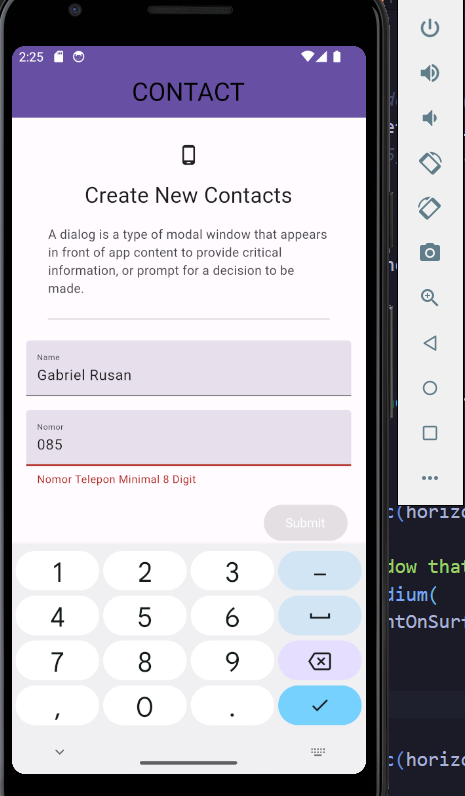 2:25
CONTACT
Create New Contacts
A dialog is a type of modal window that appears
in front of app content to provide critical
information, or prompt for a decision to be
made.
Name
Gabriel Rusan
Nomor
085
Nomor Telepon Minimal 8 Digit
Submit
1 2 3 –
4 5 6
7 8 9
, 0 .
(horizo
dow that
dium(
ntOnSurf
c(horizo